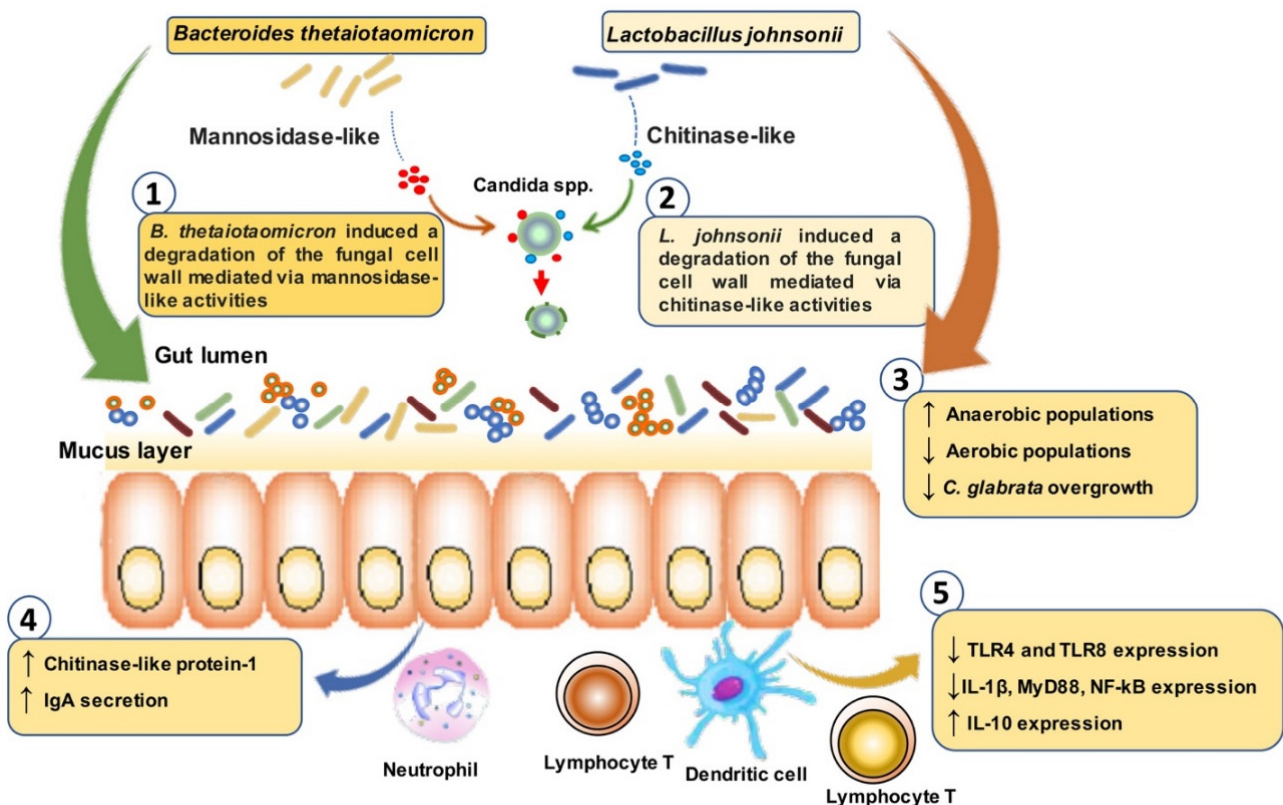 Bacteroides thetaiotaomicron
Lactobacillus johnsonii
Mannosidase-like
Chitinase-like
Candida spp.
1
B. thetaiotaomicron induced a
degradation of the fungal cell
wall mediated via mannosidase-
like activities
2
L. johnsonii induced a
degradation of the fungal
cell wall mediated via
chitinase-like activities
Gut lumen
Mucus layer
3
↑ Anaerobic populations
↓ Aerobic populations
↓ C. glabrata overgrowth
4
↑ Chitinase-like protein-1
↑ IgA secretion
5
↓ TLR4 and TLR8 expression
↓IL-1β, MyD88, NF-kB expression
↑ IL-10 expression
Neutrophil
Lymphocyte T
Dendritic cell
Lymphocyte T